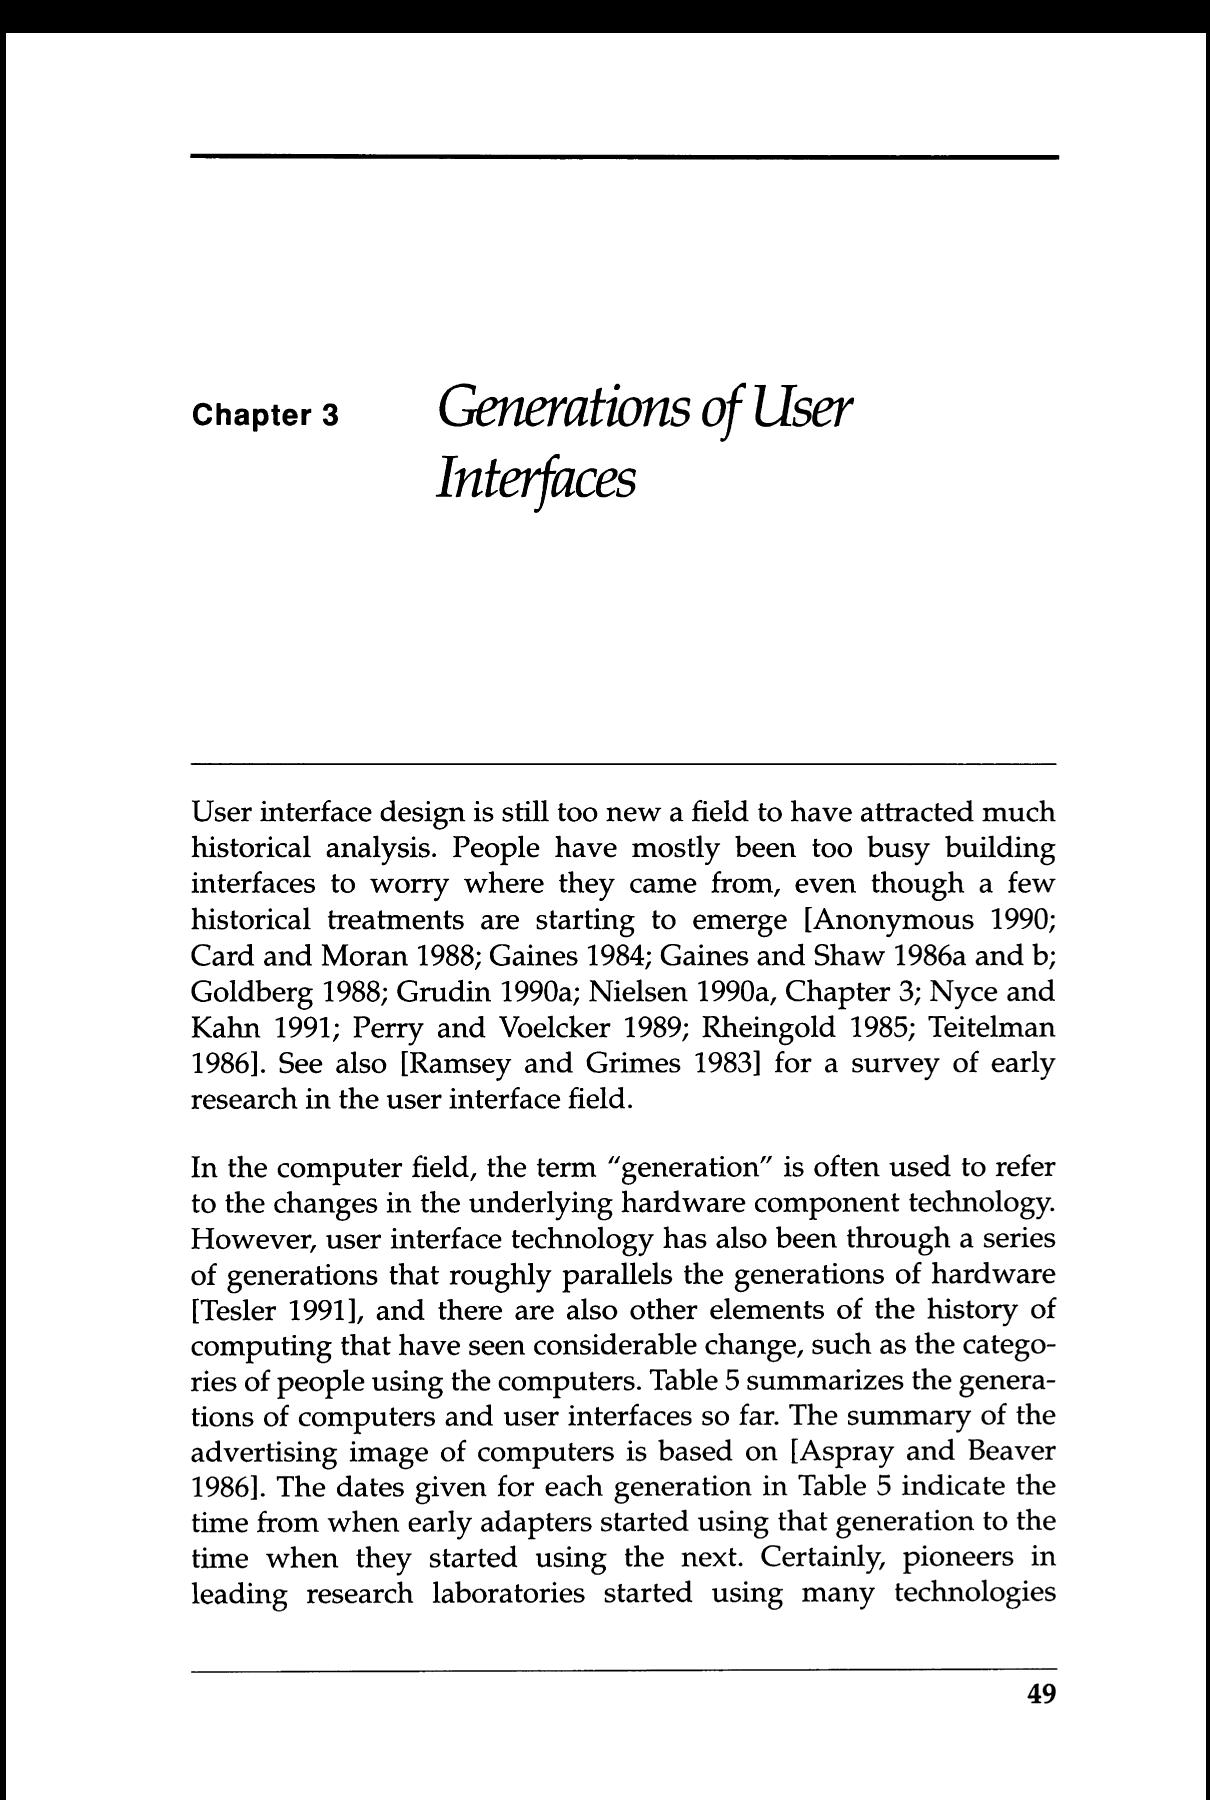 Chapter 3
Generations of User
Interfaces
User interface design is still too new a field to have attracted much
historical analysis. People have mostly been too busy building
interfaces to worry where they came from, even though a few
historical treatments are starting to emerge [Anonymous 1990;
Card and Moran 1988; Gaines 1984; Gaines and Shaw 1986a and b;
Goldberg 1988; Grudin 1990a; Nielsen 1990a, Chapter 3; Nyce and
Kahn 1991; Perry and Voelcker 1989; Rheingold 1985; Teitelman
1986]. See also [Ramsey and Grimes 1983] for a survey of early
research in the user interface field.
In the computer field, the term "generation" is often used to refer
to the changes in the underlying hardware component technology.
However, user interface technology has also been through a series
of generations that roughly parallels the generations of hardware
[Tesler 1991], and there are also other elements of the history of
computing that have seen considerable change, such as the catego-
ries of people using the computers. Table 5 summarizes the genera-
tions of computers and user interfaces so far. The summary of the
advertising image of computers is based on [Aspray and Beaver
1986]. The dates given for each generation in Table 5 indicate the
time from when early adapters started using that generation to the
time when they started using the next. Certainly, pioneers in
leading research laboratories started using many technologies
49